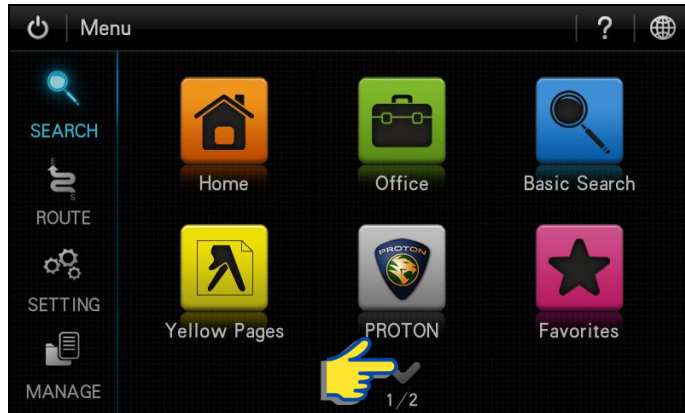 Menu ?
SEARCH
ROUTE
SETTING
MANAGE
Home Office Basic Search
Yellow Pages PROTON Favorites
PROTON
E
S
1/2